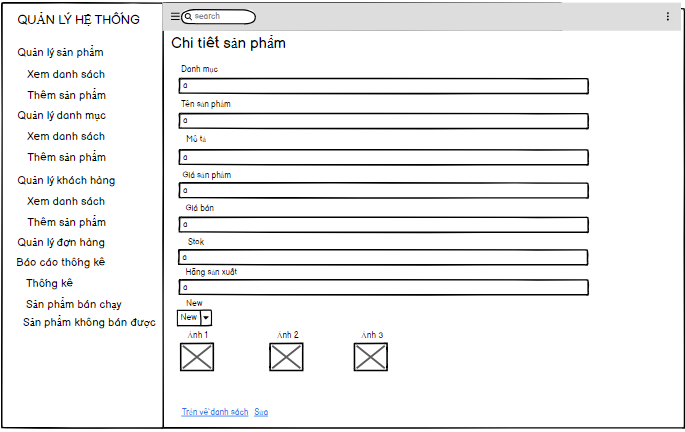 QUẢN LÝ HỆ THỐNG
Quản lý sản phẩm
Xem danh sách
Thêm sản phẩm
Quản lý danh mục
Xem danh sách
Thêm sản phẩm
Quản lý khách hàng
Xem danh sách
Thêm sản phẩm
Quản lý đơn hàng
Báo cáo thống kê
Thống kê
Sản phẩm bán chạy
Sản phẩm không bán được
search
Chi tiết sản phẩm
Danh mục
a
Tên sản phẩm
a
Mô tả
a
Giá sản phẩm
a
Giá bán
a
Stok
a
Hãng sản xuất
a
New
New
Ảnh 1 Ảnh 2 Ảnh 3
Trản về danh sách Sửa